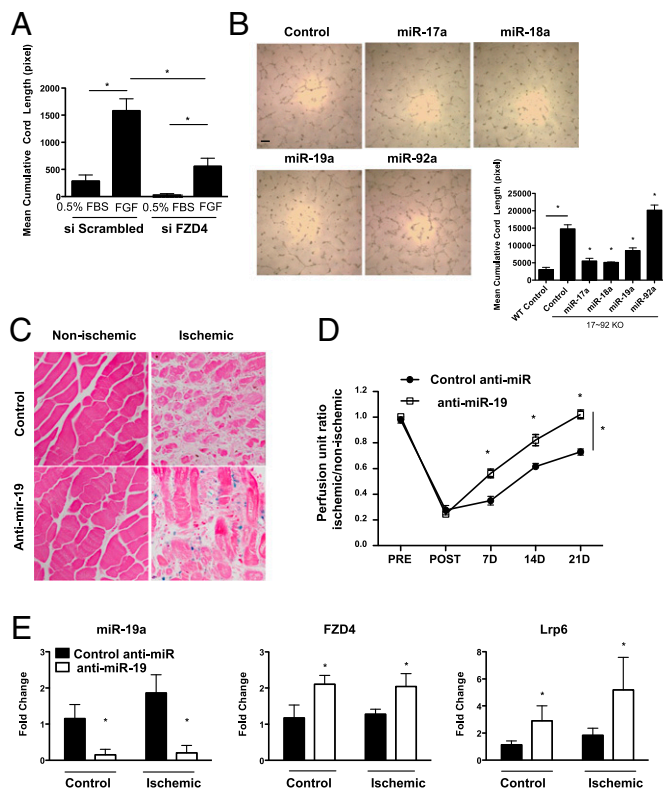 A
Mean Cumulative Cord Length (pixel)
2000
1500
1000
500
0
*
*
*
0.5% FBS FGF 0.5% FBS FGF
si Scrambled si FZD4
B
Control miR-17a miR-18a
miR-19a miR-92a
Mean Cumulative Cord Length (pixel)
25000
20000
15000
10000
5000
0
*
*
*
*
*
WT Control
Control
miR-17a
miR-18a
miR-19a
miR-92a
17~92 KO
C
Non-ischemic Ischemic
Control
Anti-mir-19
D
Control anti-miR
anti-miR-19
Perfusion unit ratio
ischemic/non-ischemic
1.2
1.0
0.8
0.6
0.4
0.2
0.0
*
*
*
*
PRE POST 7D 14D 21D
E
miR-19a
Control anti-miR
anti-miR-19
Fold Change
3
2
1
0
*
*
Control Ischemic
FZD4
Fold Change
3
2
1
0
*
*
Control Ischemic
Lrp6
Fold Change
8
6
4
2
0
*
*
Control Ischemic